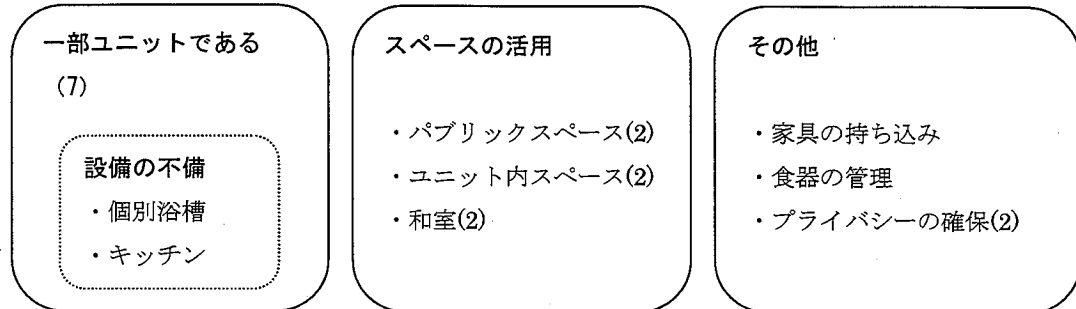 一部ユニットである
(7)
設備の不備
・個別浴槽
・キッチン
スペースの活用
・パブリックスペース(2)
・ユニット内スペース(2)
・和室(2)
その他
・家具の持ち込み
・食器の管理
・プライバシーの確保(2)